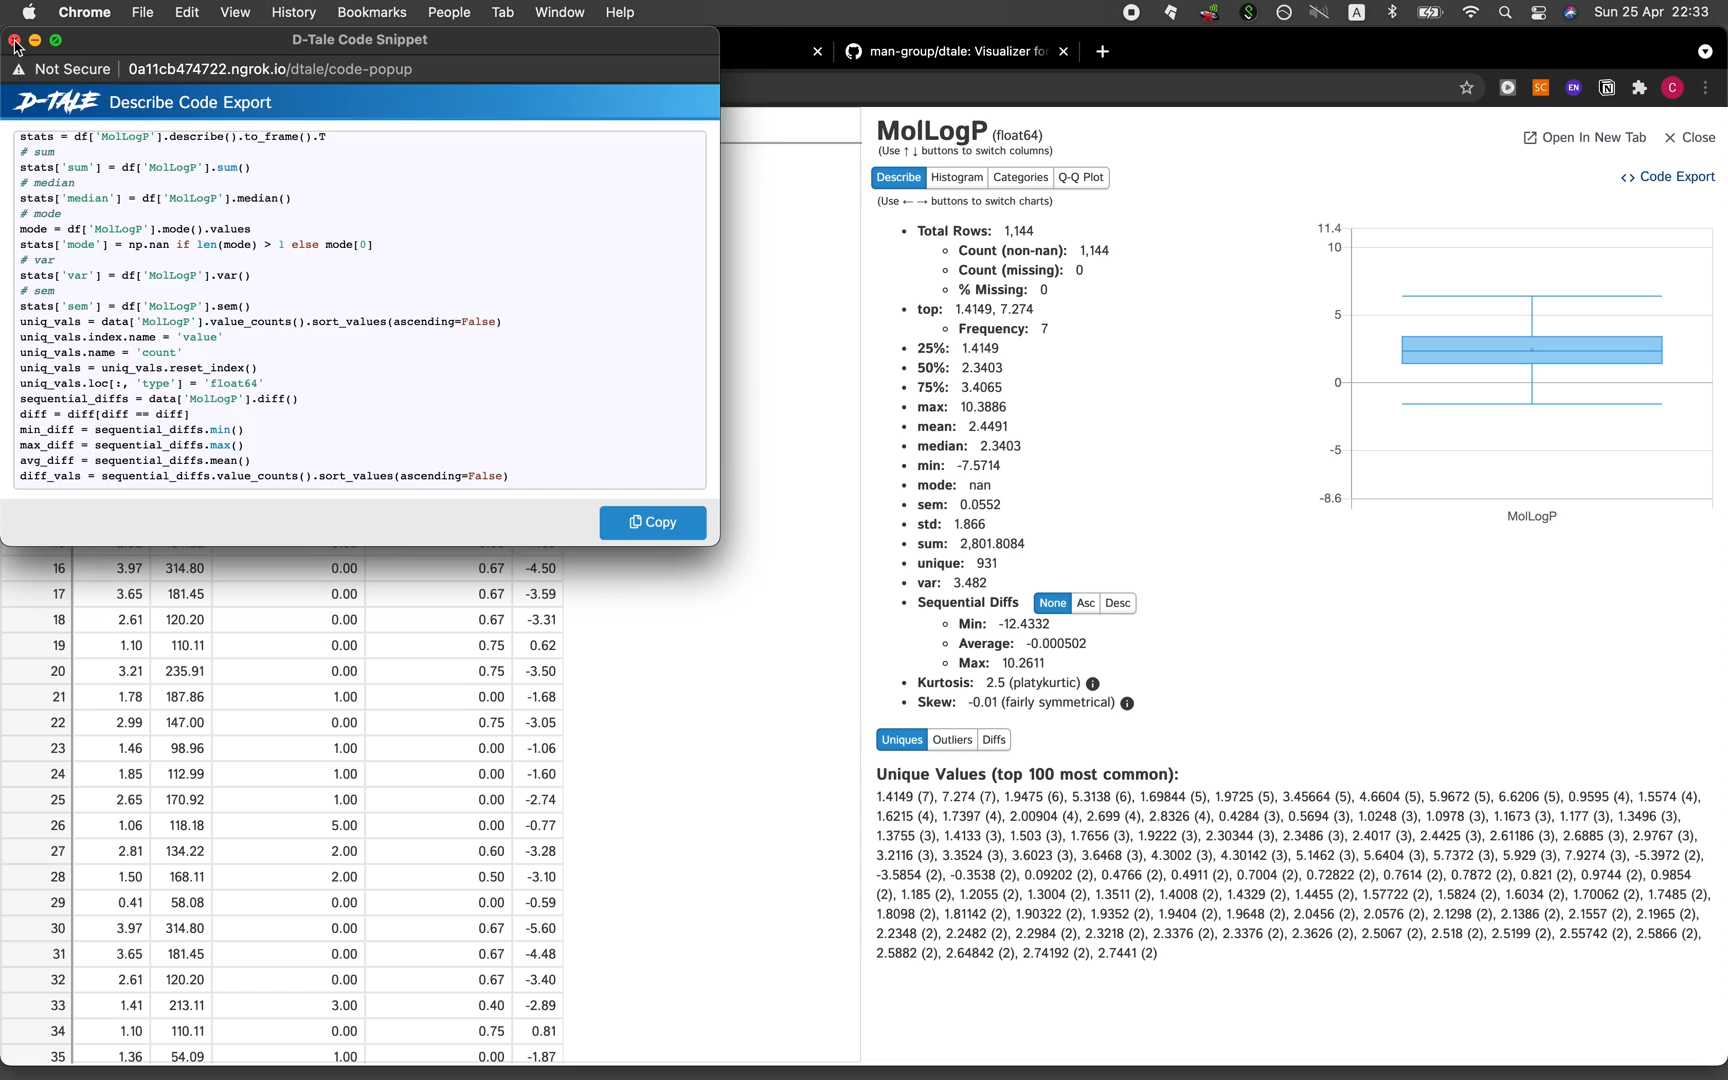 Chrome File Edit View History Bookmarks People Tab Window Help
A
Sun 25 Apr 22:33
D-Tale Code Snippet
man-group/dtale: Visualizer for
Not Secure 0a11cb474722.ngrok.io/dtale/code-popup
SC EN C
D-TALE Describe Code Export
stats = df['MolLogP'].describe().to_frame().T
# sum
stats['sum'] = df['MolLogP'].sum()
# median
stats['median'] = df['MolLogP'].median()
# mode
mode = df['MolLogP'].mode().values
stats['mode'] = np.nan if len(mode) > 1 else mode[0]
# var
stats['var'] = df['MolLogP'].var()
# sem
stats['sem'] = df['MolLogP'].sem()
uniq_vals = data['MolLogP'].value_counts().sort_values(ascending=False)
uniq_vals.index.name = 'value'
uniq_vals.name = 'count'
uniq_vals = uniq_vals.reset_index()
uniq_vals.loc[:, 'type'] = 'float64'
sequential_diffs = data['MolLogP'].diff()
diff = diff[diff == diff]
min_diff = sequential_diffs.min()
max_diff = sequential_diffs.max()
avg_diff = sequential_diffs.mean()
diff_vals = sequential_diffs.value_counts().sort_values(ascending=False)
Copy
16 3.97 314.80 0.00 0.67 -4.50
17 3.65 181.45 0.00 0.67 -3.59
18 2.61 120.20 0.00 0.67 -3.31
19 1.10 110.11 0.00 0.75 0.62
20 3.21 235.91 0.00 0.75 -3.50
21 1.78 187.86 1.00 0.00 -1.68
22 2.99 147.00 0.00 0.75 -3.05
23 1.46 98.96 1.00 0.00 -1.06
24 1.85 112.99 1.00 0.00 -1.60
25 2.65 170.92 1.00 0.00 -2.74
26 1.06 118.18 5.00 0.00 -0.77
27 2.81 134.22 2.00 0.60 -3.28
28 1.50 168.11 2.00 0.50 -3.10
29 0.41 58.08 0.00 0.00 -0.59
30 3.97 314.80 0.00 0.67 -5.60
31 3.65 181.45 0.00 0.67 -4.48
32 2.61 120.20 0.00 0.67 -3.40
33 1.41 213.11 3.00 0.40 -2.89
34 1.10 110.11 0.00 0.75 0.81
35 1.36 54.09 1.00 0.00 -1.87
MolLogP (float64)
(Use ↑ ↓ buttons to switch columns)
Open In New Tab × Close
Describe Histogram Categories Q-Q Plot
<> Code Export
(Use ← → buttons to switch charts)
Total Rows: 1,144
Count (non-nan): 1,144
Count (missing): 0
% Missing: 0
top: 1.4149, 7.274
Frequency: 7
25%: 1.4149
50%: 2.3403
75%: 3.4065
max: 10.3886
mean: 2.4491
median: 2.3403
min: -7.5714
mode: nan
sem: 0.0552
std: 1.866
sum: 2,801.8084
unique: 931
var: 3.482
Sequential Diffs None Asc Desc
Min: -12.4332
Average: -0.000502
Max: 10.2611
Kurtosis: 2.5 (platykurtic)
Skew: -0.01 (fairly symmetrical)
11.4
10
5
0
-5
-8.6
MolLogP
Uniques Outliers Diffs
Unique Values (top 100 most common):
1.4149 (7), 7.274 (7), 1.9475 (6), 5.3138 (6), 1.69844 (5), 1.9725 (5), 3.45664 (5), 4.6604 (5), 5.9672 (5), 6.6206 (5), 0.9595 (4), 1.5574 (4),
1.6215 (4), 1.7397 (4), 2.00904 (4), 2.699 (4), 2.8326 (4), 0.4284 (3), 0.5694 (3), 1.0248 (3), 1.0978 (3), 1.1673 (3), 1.177 (3), 1.3496 (3),
1.3755 (3), 1.4133 (3), 1.503 (3), 1.7656 (3), 1.9222 (3), 2.30344 (3), 2.3486 (3), 2.4017 (3), 2.4425 (3), 2.61186 (3), 2.6885 (3), 2.9767 (3),
3.2116 (3), 3.3524 (3), 3.6023 (3), 3.6468 (3), 4.3002 (3), 4.30142 (3), 5.1462 (3), 5.6404 (3), 5.7372 (3), 5.929 (3), 7.9274 (3), -5.3972 (2),
-3.5854 (2), -0.3538 (2), 0.09202 (2), 0.4766 (2), 0.4911 (2), 0.7004 (2), 0.72822 (2), 0.7614 (2), 0.7872 (2), 0.821 (2), 0.9744 (2), 0.9854
(2), 1.185 (2), 1.2055 (2), 1.3004 (2), 1.3511 (2), 1.4008 (2), 1.4329 (2), 1.4455 (2), 1.57722 (2), 1.5824 (2), 1.6034 (2), 1.70062 (2), 1.7485 (2),
1.8098 (2), 1.81142 (2), 1.90322 (2), 1.9352 (2), 1.9404 (2), 1.9648 (2), 2.0456 (2), 2.0576 (2), 2.1298 (2), 2.1386 (2), 2.1557 (2), 2.1965 (2),
2.2348 (2), 2.2482 (2), 2.2984 (2), 2.3218 (2), 2.3376 (2), 2.3376 (2), 2.3626 (2), 2.5067 (2), 2.518 (2), 2.5199 (2), 2.55742 (2), 2.5866 (2),
2.5882 (2), 2.64842 (2), 2.74192 (2), 2.7441 (2)